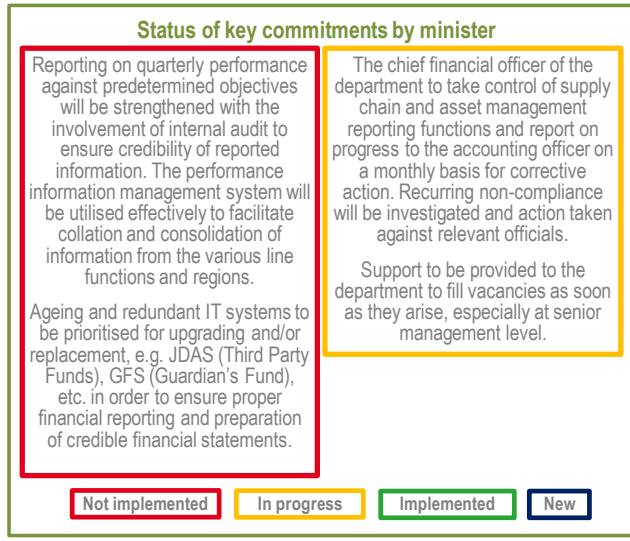 Status of key commitments by minister
Reporting on quarterly performance
against predetermined objectives
will be strengthened with the
involvement of internal audit to
ensure credibility of reported
information. The performance
information management system will
be utilised effectively to facilitate
collation and consolidation of
information from the various line
functions and regions.
Ageing and redundant IT systems to
be prioritised for upgrading and/or
replacement, e.g. JDAS (Third Party
Funds), GFS (Guardian’s Fund),
etc. in order to ensure proper
financial reporting and preparation
of credible financial statements.
The chief financial officer of the
department to take control of supply
chain and asset management
reporting functions and report on
progress to the accounting officer on
a monthly basis for corrective
action. Recurring non-compliance
will be investigated and action taken
against relevant officials.
Support to be provided to the
department to fill vacancies as soon
as they arise, especially at senior
management level.
Not implemented
In progress
Implemented
New